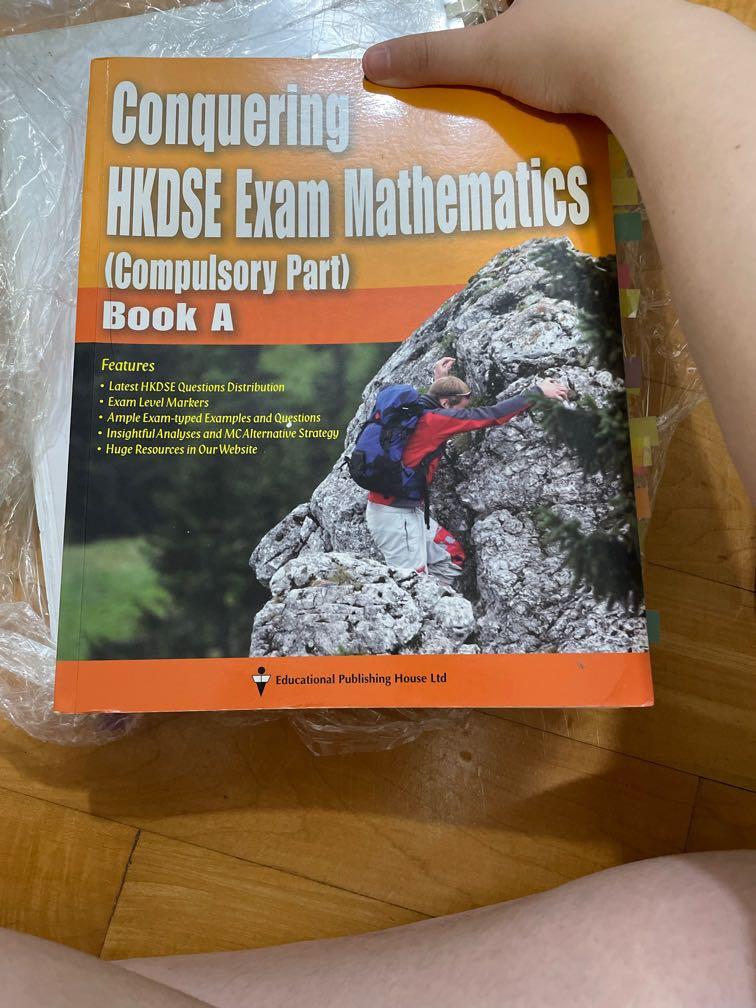 Conquering
HKDSE Exam Mathematics
(Compulsory Part)
Book A
Features
• Latest HKDSE Questions Distribution
• Exam Level Markers
• Ample Exam-typed Examples and Questions
• Insightful Analyses and MC Alternative Strategy
• Huge Resources in Our Website
Educational Publishing House Ltd